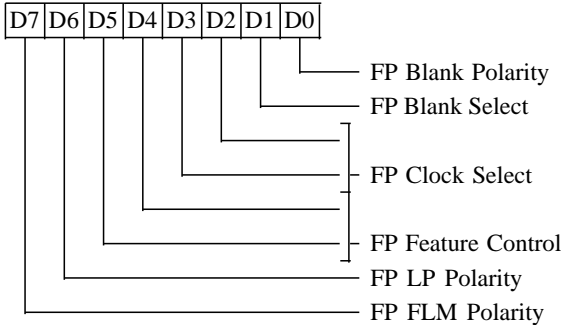 D7 D6 D5 D4 D3 D2 D1 D0
FP Blank Polarity
FP Blank Select
FP Clock Select
FP Feature Control
FP LP Polarity
FP FLM Polarity